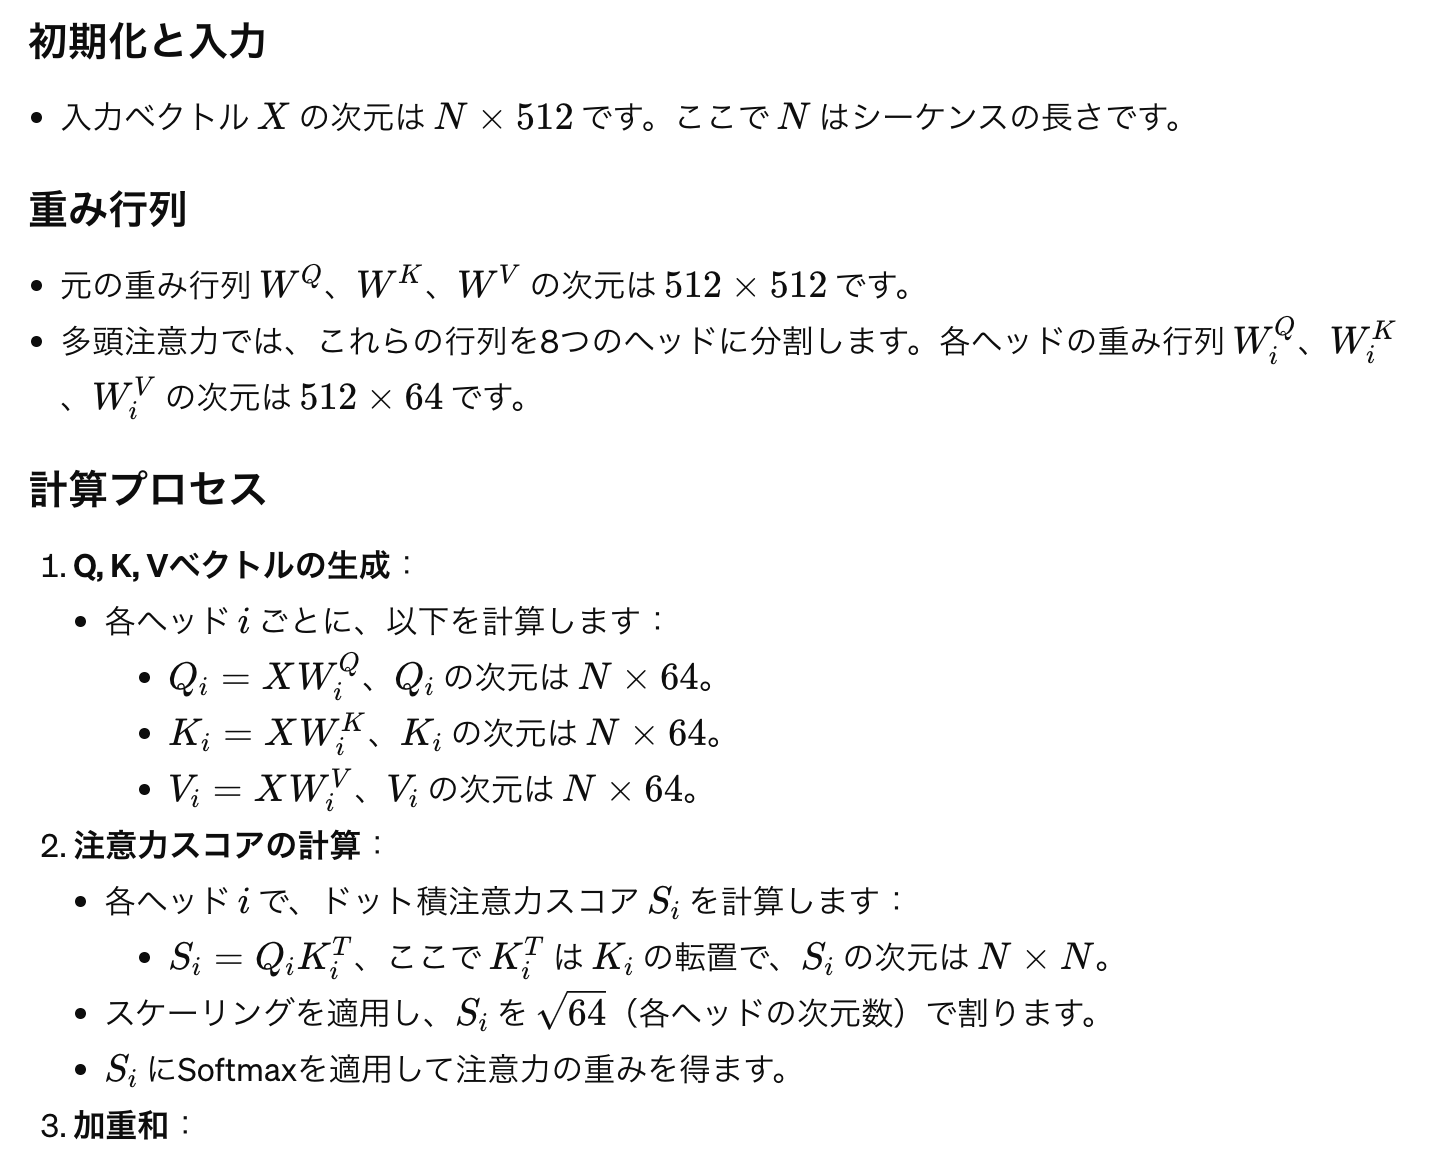 初期化と入力
• 入力ベクトル X の次元は N × 512 です。ここで N はシーケンスの長さです。
重み行列
• 元の重み行列 W^Q、W^K、W^V の次元は 512 × 512 です。
• 多頭注意力では、これらの行列を8つのヘッドに分割します。各ヘッドの重み行列 W_i^Q、W_i^K
、W_i^V の次元は 512 × 64 です。
計算プロセス
1. Q, K, Vベクトルの生成：
• 各ヘッド i ごとに、以下を計算します：
• Q_i = XW_i^Q、Q_i の次元は N × 64。
• K_i = XW_i^K、K_i の次元は N × 64。
• V_i = XW_i^V、V_i の次元は N × 64。
2. 注意力スコアの計算：
• 各ヘッド i で、ドット積注意力スコア S_i を計算します：
• S_i = Q_iK_i^T、ここで K_i^T は K_i の転置で、S_i の次元は N × N。
• スケーリングを適用し、S_i を √64（各ヘッドの次元数）で割ります。
• S_i にSoftmaxを適用して注意力の重みを得ます。
3. 加重和：